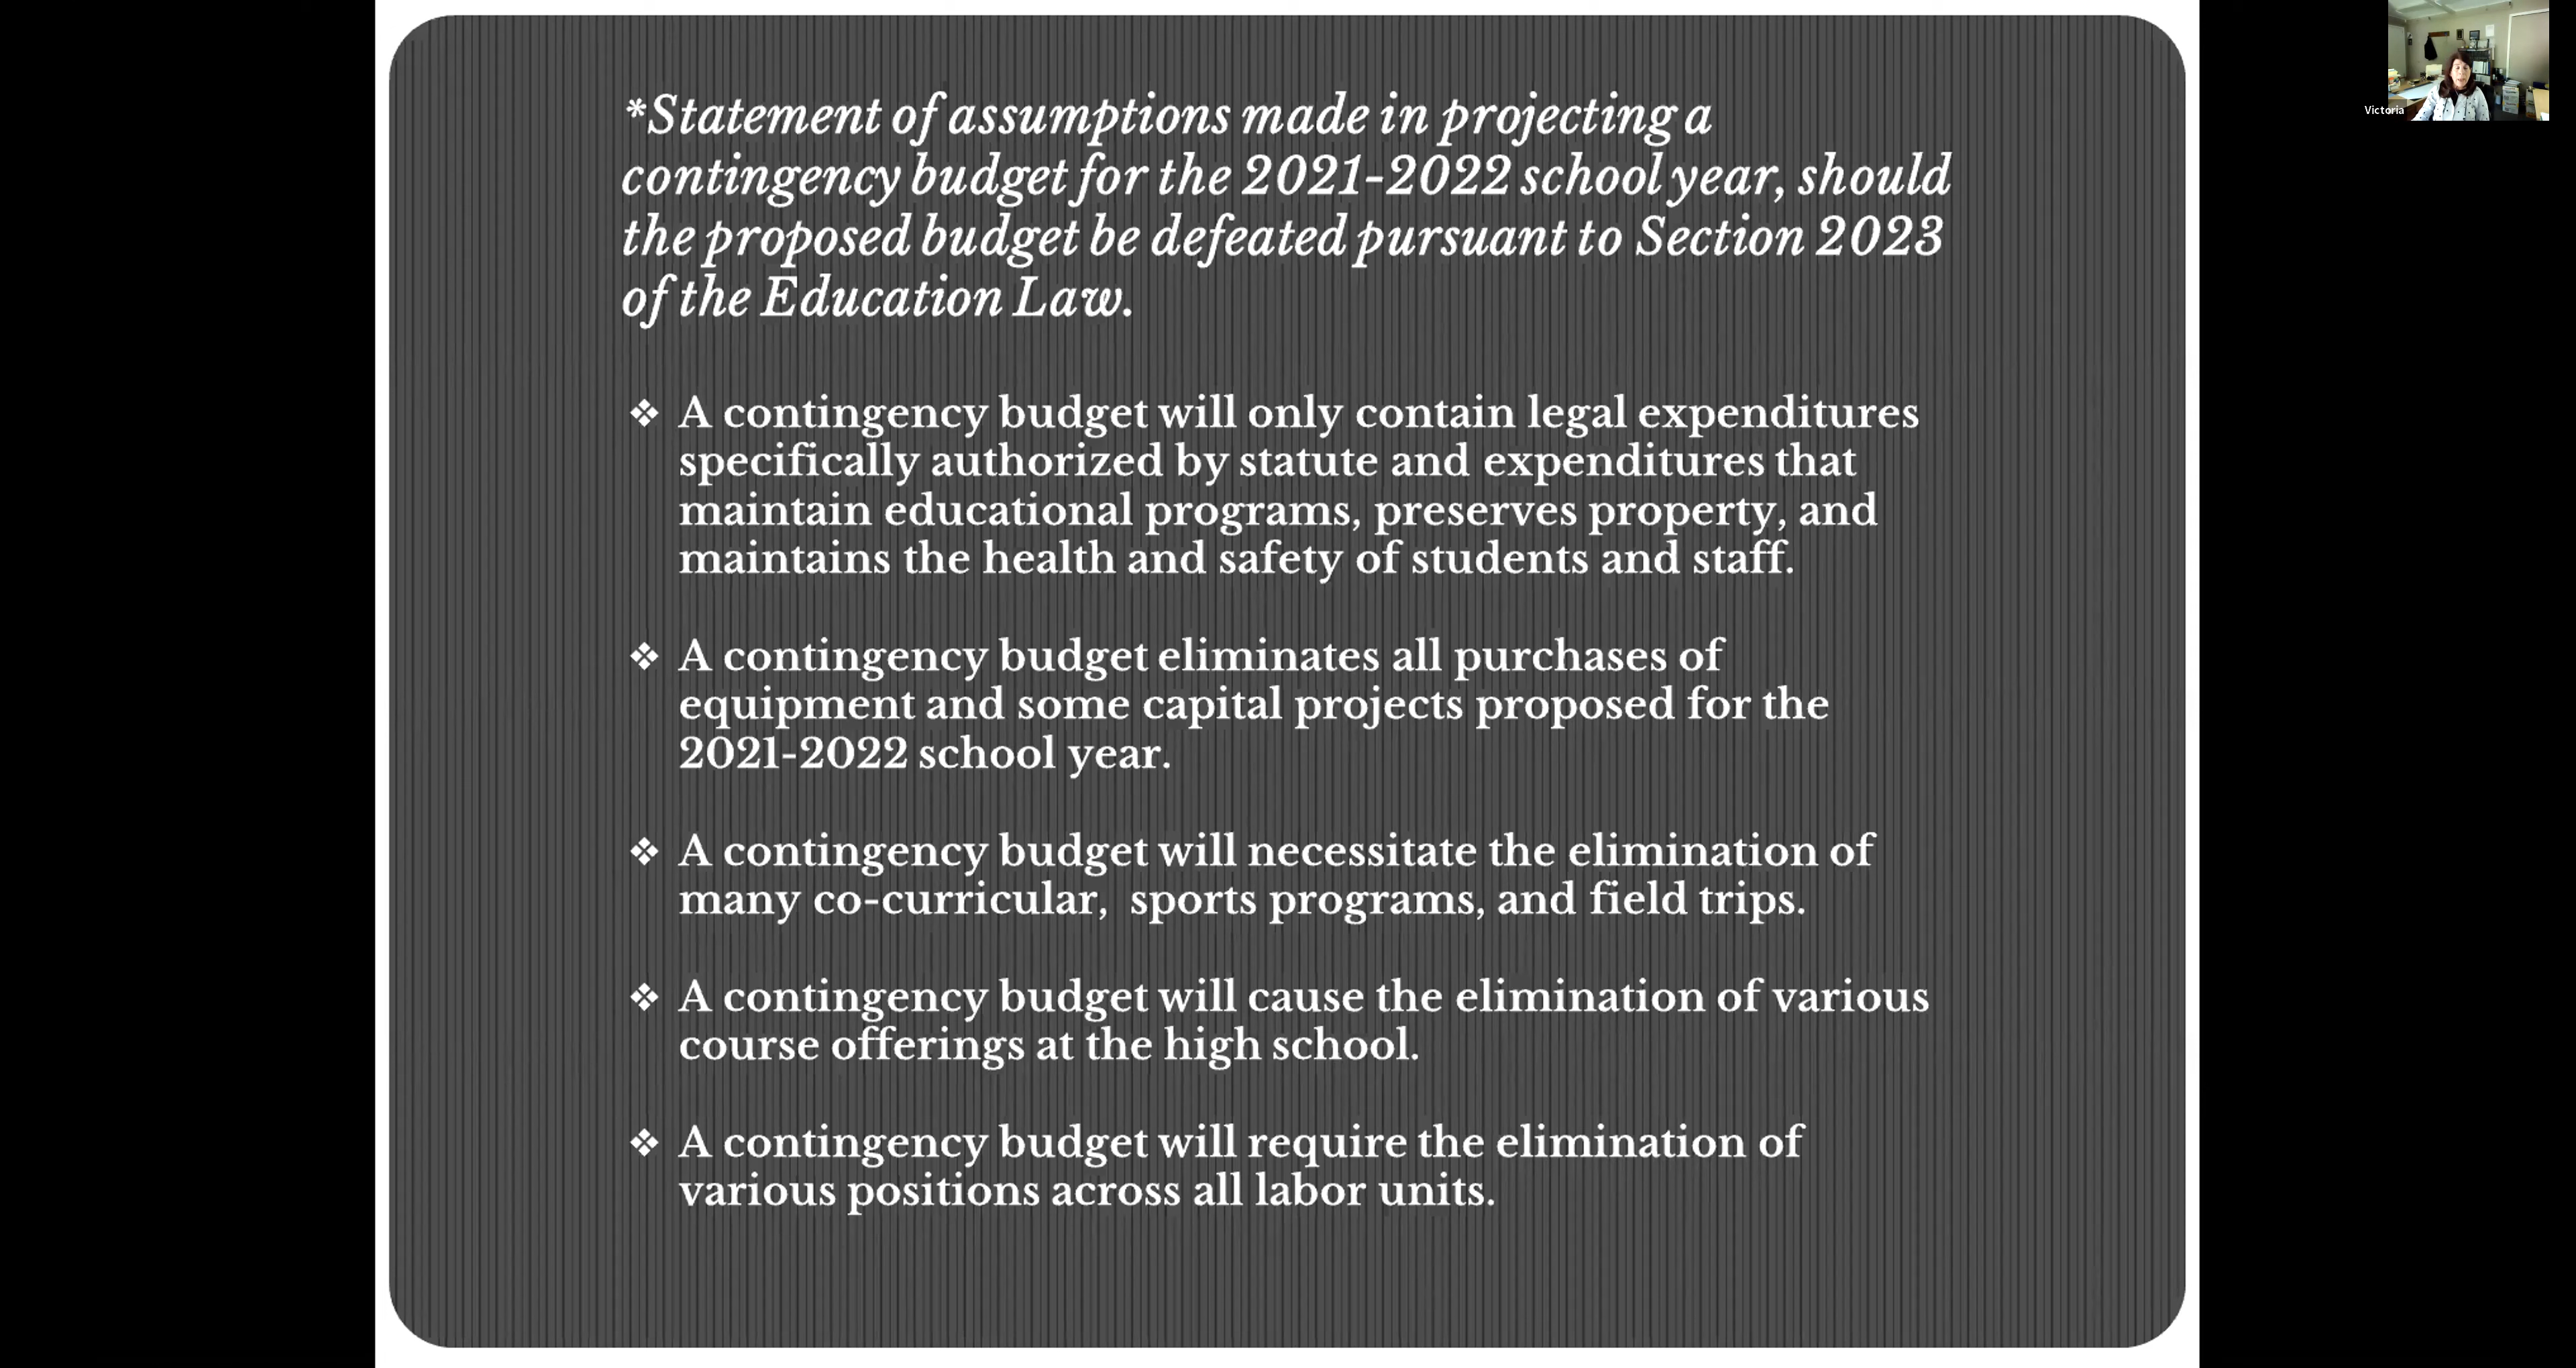 *Statement of assumptions made in projecting a
contingency budget for the 2021-2022 school year, should
the proposed budget be defeated pursuant to Section 2023
of the Education Law.
❖ A contingency budget will only contain legal expenditures
specifically authorized by statute and expenditures that
maintain educational programs, preserves property, and
maintains the health and safety of students and staff.
❖ A contingency budget eliminates all purchases of
equipment and some capital projects proposed for the
2021-2022 school year.
❖ A contingency budget will necessitate the elimination of
many co-curricular,  sports programs, and field trips.
❖ A contingency budget will cause the elimination of various
course offerings at the high school.
❖ A contingency budget will require the elimination of
various positions across all labor units.
Victoria